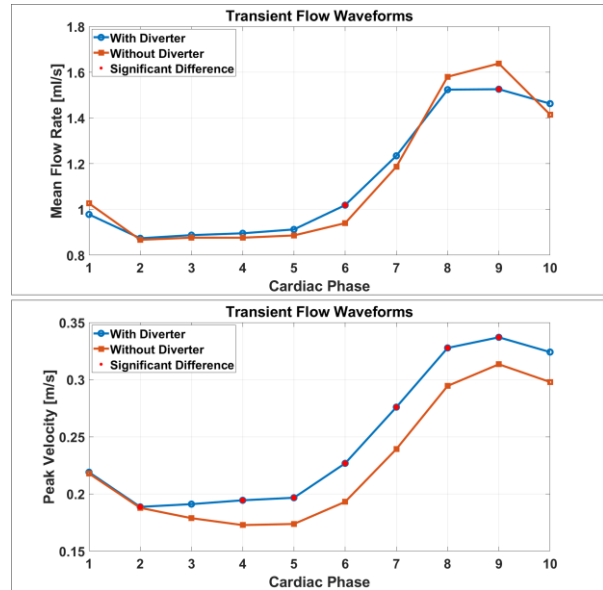 Transient Flow Waveforms
1.8
With Diverter
Without Diverter
Significant Difference
1.6
1.4
1.2
1
0.8
Mean Flow Rate [ml/s]
1 2 3 4 5 6 7 8 9 10
Cardiac Phase
Transient Flow Waveforms
0.35
With Diverter
Without Diverter
Significant Difference
0.3
0.25
0.2
0.15
Peak Velocity [m/s]
1 2 3 4 5 6 7 8 9 10
Cardiac Phase